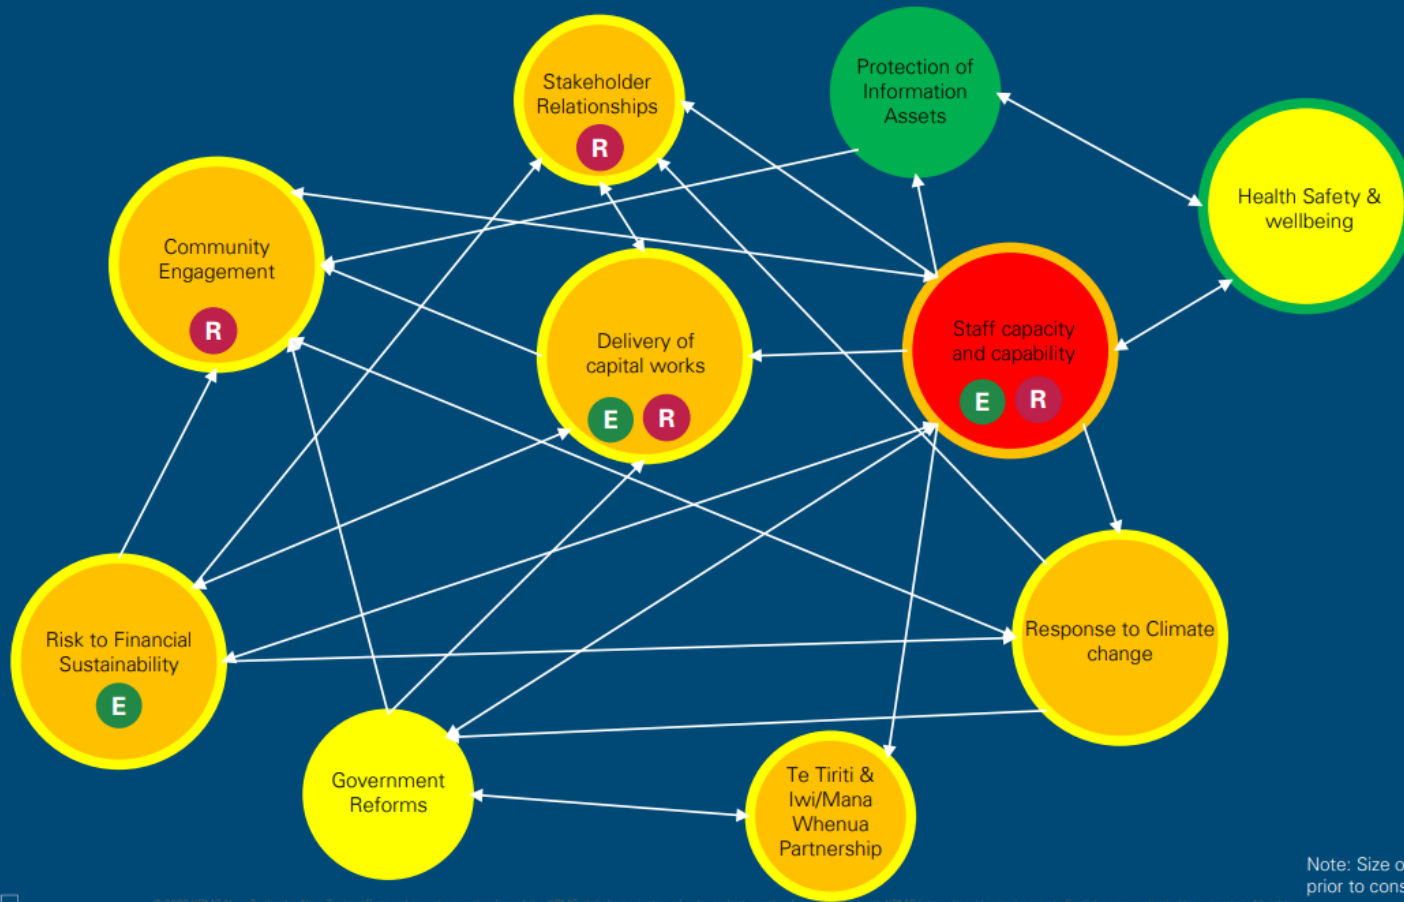 Stakeholder
Relationships
R
Protection of
Information
Assets
Health Safety &
wellbeing
Community
Engagement
R
Delivery of
capital works
E R
Staff capacity
and capability
E R
Risk to Financial
Sustainability
E
Response to Climate
change
Government
Reforms
Te Tiriti &
Iwi/Mana
Whenua
Partnership
Note: Size o
prior to cons